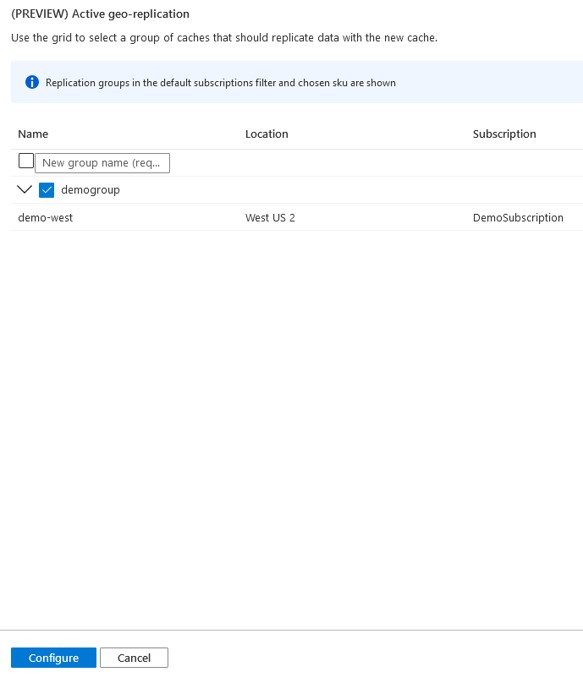 (PREVIEW) Active geo-replication
Use the grid to select a group of caches that should replicate data with the new cache.
Replication groups in the default subscriptions filter and chosen sku are shown
Name Location Subscription
New group name (req...
demogroup
demo-west West US 2 DemoSubscription
Configure Cancel